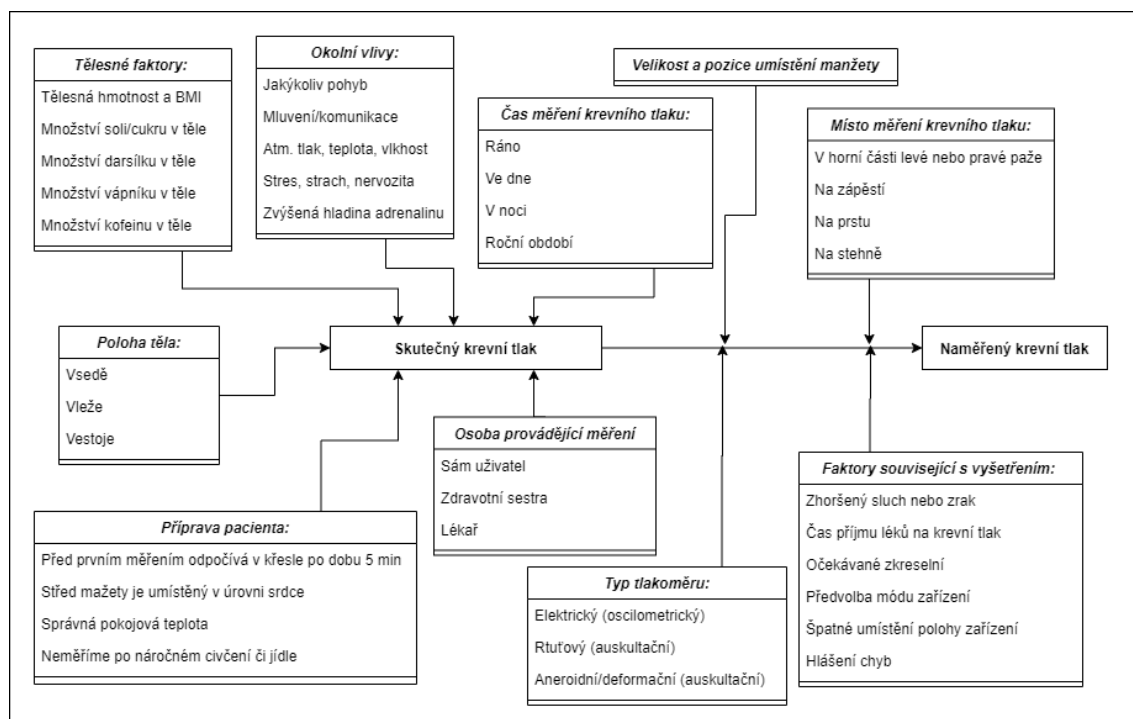 Tělesné faktory:
Tělesná hmotnost a BMI
Množství soli/cukru v těle
Množství darsílku v těle
Množství vápníku v těle
Množství kofeinu v těle
Okolní vlivy:
Jakýkoliv pohyb
Mluvení/komunikace
Atm. tlak, teplota, vlkhost
Stres, strach, nervozita
Zvýšená hladina adrenalinu
Čas měření krevního tlaku:
Ráno
Ve dne
V noci
Roční období
Velikost a pozice umístění manžety
Místo měření krevního tlaku:
V horní části levé nebo pravé paže
Na zápěstí
Na prstu
Na stehně
Poloha těla:
Vsedě
Vleže
Vestoje
Skutečný krevní tlak
Naměřený krevní tlak
Příprava pacienta:
Před prvním měřením odpočívá v křesle po dobu 5 min
Střed mažety je umístěný v úrovni srdce
Správná pokojová teplota
Neměříme po náročném civčení či jídle
Osoba provádějící měření
Sám uživatel
Zdravotní sestra
Lékař
Typ tlakoměru:
Elektrický (oscilometrický)
Rtuťový (auskultační)
Aneroidní/deformační (auskultační)
Faktory související s vyšetřením:
Zhoršený sluch nebo zrak
Čas příjmu léků na krevní tlak
Očekávané zkreselní
Předvolba módu zařízení
Špatné umístění polohy zařízení
Hlášení chyb